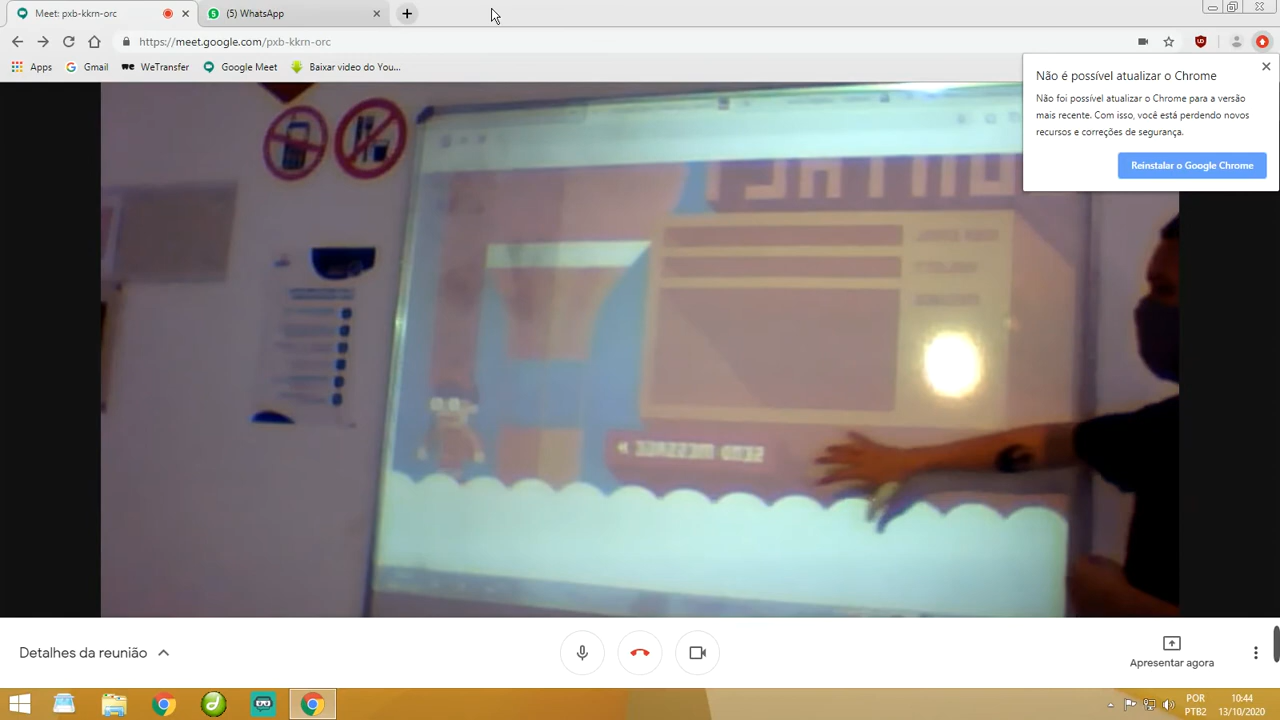 Meet: pxb-kkrn-orc
(5) WhatsApp
https://meet.google.com/pxb-kkrn-orc
Apps
Gmail
WeTransfer
Google Meet
Baixar video do You...
Não é possível atualizar o Chrome
Não foi possível atualizar o Chrome para a versão
mais recente. Com isso, você está perdendo novos
recursos e correções de segurança.
Reinstalar o Google Chrome
Detalhes da reunião
Apresentar agora
POR
PTB2
10:44
13/10/2020